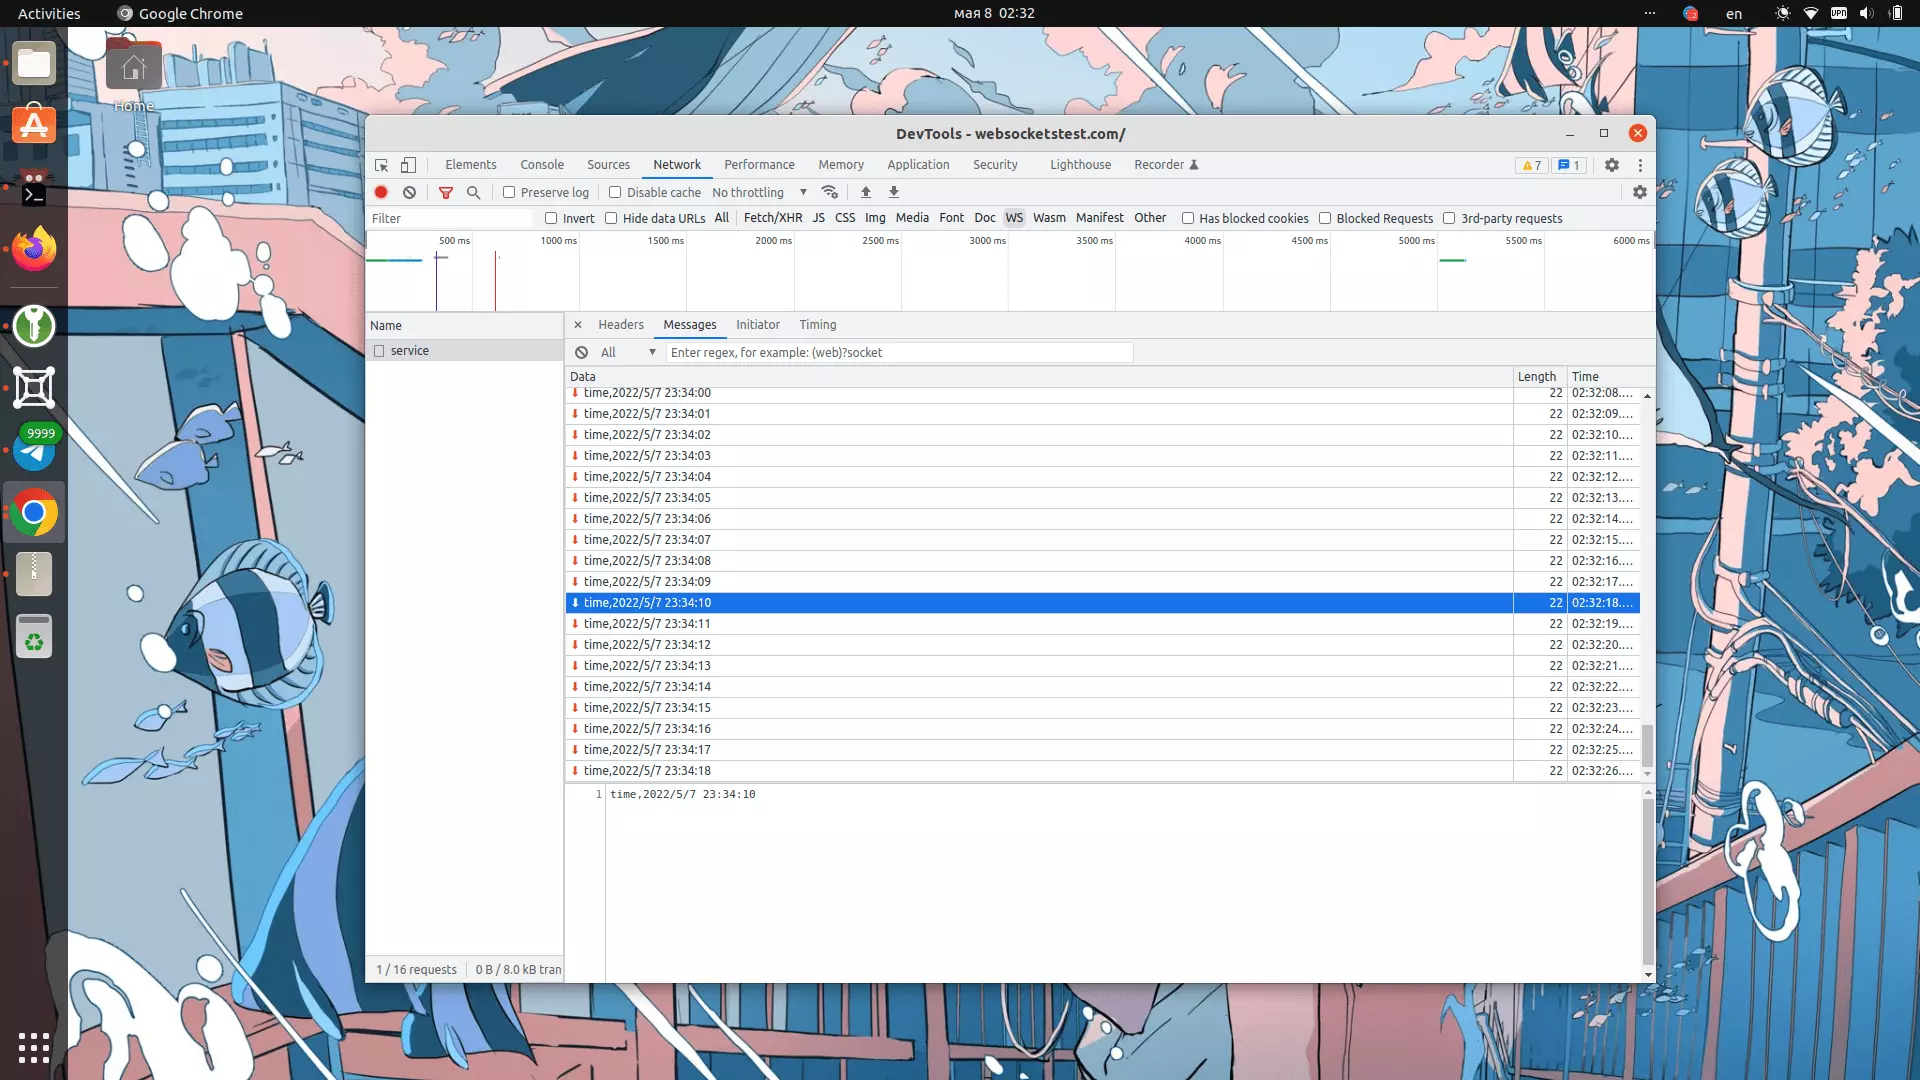 Activities Google Chrome мая 8 02:32 en VPN
Home
9999
DevTools - websocketstest.com/
Elements Console Sources Network Performance Memory Application Security Lighthouse Recorder 7 1
Preserve log Disable cache No throttling
Filter Invert Hide data URLs All Fetch/XHR JS CSS Img Media Font Doc WS Wasm Manifest Other Has blocked cookies Blocked Requests 3rd-party requests
500 ms 1000 ms 1500 ms 2000 ms 2500 ms 3000 ms 3500 ms 4000 ms 4500 ms 5000 ms 5500 ms 6000 ms
Name Headers Messages Initiator Timing
service All Enter regex, for example: (web)?socket
Data Length Time
time,2022/5/7 23:34:00 22 02:32:08....
time,2022/5/7 23:34:01 22 02:32:09....
time,2022/5/7 23:34:02 22 02:32:10....
time,2022/5/7 23:34:03 22 02:32:11....
time,2022/5/7 23:34:04 22 02:32:12....
time,2022/5/7 23:34:05 22 02:32:13....
time,2022/5/7 23:34:06 22 02:32:14....
time,2022/5/7 23:34:07 22 02:32:15....
time,2022/5/7 23:34:08 22 02:32:16....
time,2022/5/7 23:34:09 22 02:32:17....
time,2022/5/7 23:34:10 22 02:32:18....
time,2022/5/7 23:34:11 22 02:32:19....
time,2022/5/7 23:34:12 22 02:32:20....
time,2022/5/7 23:34:13 22 02:32:21....
time,2022/5/7 23:34:14 22 02:32:22....
time,2022/5/7 23:34:15 22 02:32:23....
time,2022/5/7 23:34:16 22 02:32:24....
time,2022/5/7 23:34:17 22 02:32:25....
time,2022/5/7 23:34:18 22 02:32:26....
1 time,2022/5/7 23:34:10
1 / 16 requests 0 B / 8.0 kB tran